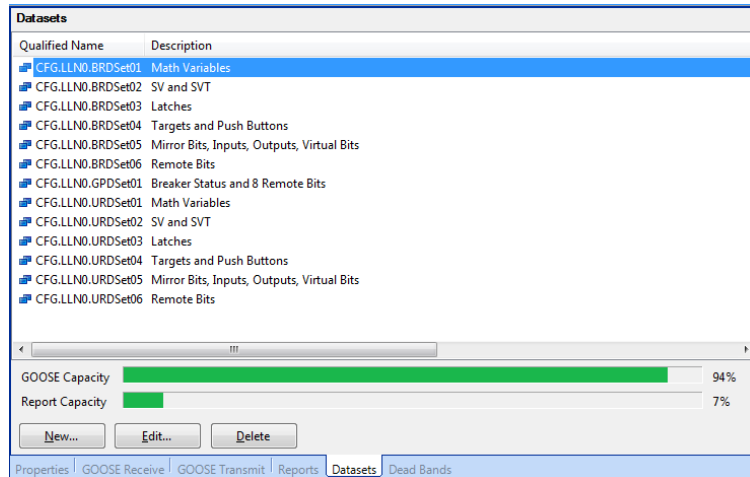 Datasets
Qualified Name Description
CFG.LLN0.BRDSet01 Math Variables
CFG.LLN0.BRDSet02 SV and SVT
CFG.LLN0.BRDSet03 Latches
CFG.LLN0.BRDSet04 Targets and Push Buttons
CFG.LLN0.BRDSet05 Mirror Bits, Inputs, Outputs, Virtual Bits
CFG.LLN0.BRDSet06 Remote Bits
CFG.LLN0.GPDSet01 Breaker Status and 8 Remote Bits
CFG.LLN0.URDSet01 Math Variables
CFG.LLN0.URDSet02 SV and SVT
CFG.LLN0.URDSet03 Latches
CFG.LLN0.URDSet04 Targets and Push Buttons
CFG.LLN0.URDSet05 Mirror Bits, Inputs, Outputs, Virtual Bits
CFG.LLN0.URDSet06 Remote Bits
GOOSE Capacity 94%
Report Capacity 7%
New... Edit... Delete
Properties GOOSE Receive GOOSE Transmit Reports Datasets Dead Bands